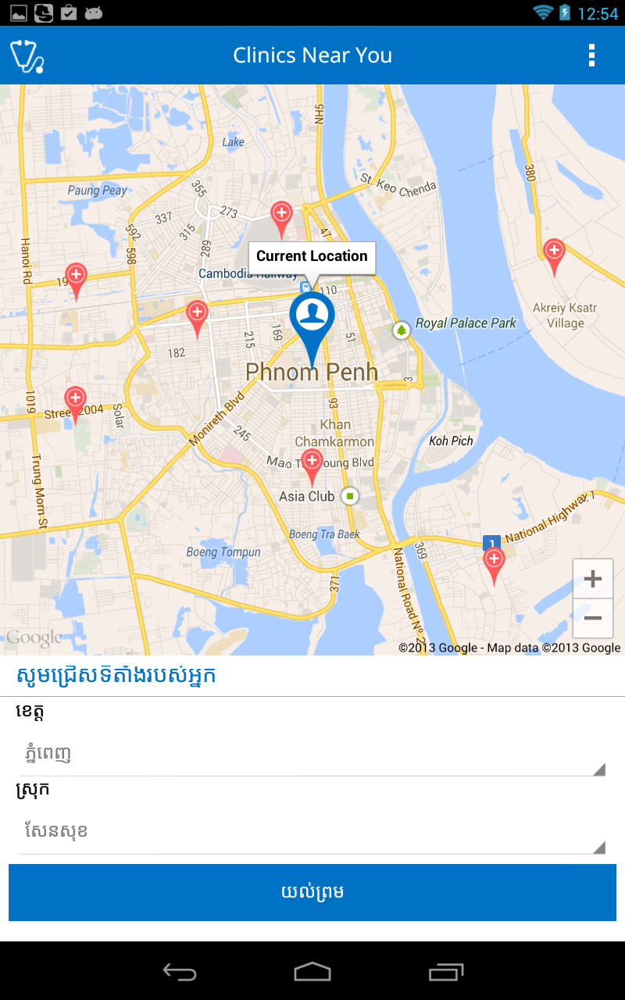 12:54
Clinics Near You
NH5
Lake
380
St. Keo Chenda
355
Paung Peay
273
337
592
315
47
289
Hanoi Rd
598
Current Location
Cambodia Railway
19
110
Akreiy Ksatr
Village
Royal Palace Park
215
169
51
182
Phnom Penh
3
1019
93
Street 2004
Solar
Monireth Blvd
Khan
Chamkarmon
245
Koh Pich
Trung Morn St
Mao T oung Blvd
Asia Club
National Highway 1
Boeng Tra Baek
1
369
Boeng Tompun
National Road Nº 2
371
Google
©2013 Google - Map data ©2013 Google
សូមជ្រើសទីតាំងរបស់អ្នក
ខេត្ត
ភ្នំពេញ
ស្រុក
សែនសុខ
យល់ព្រម